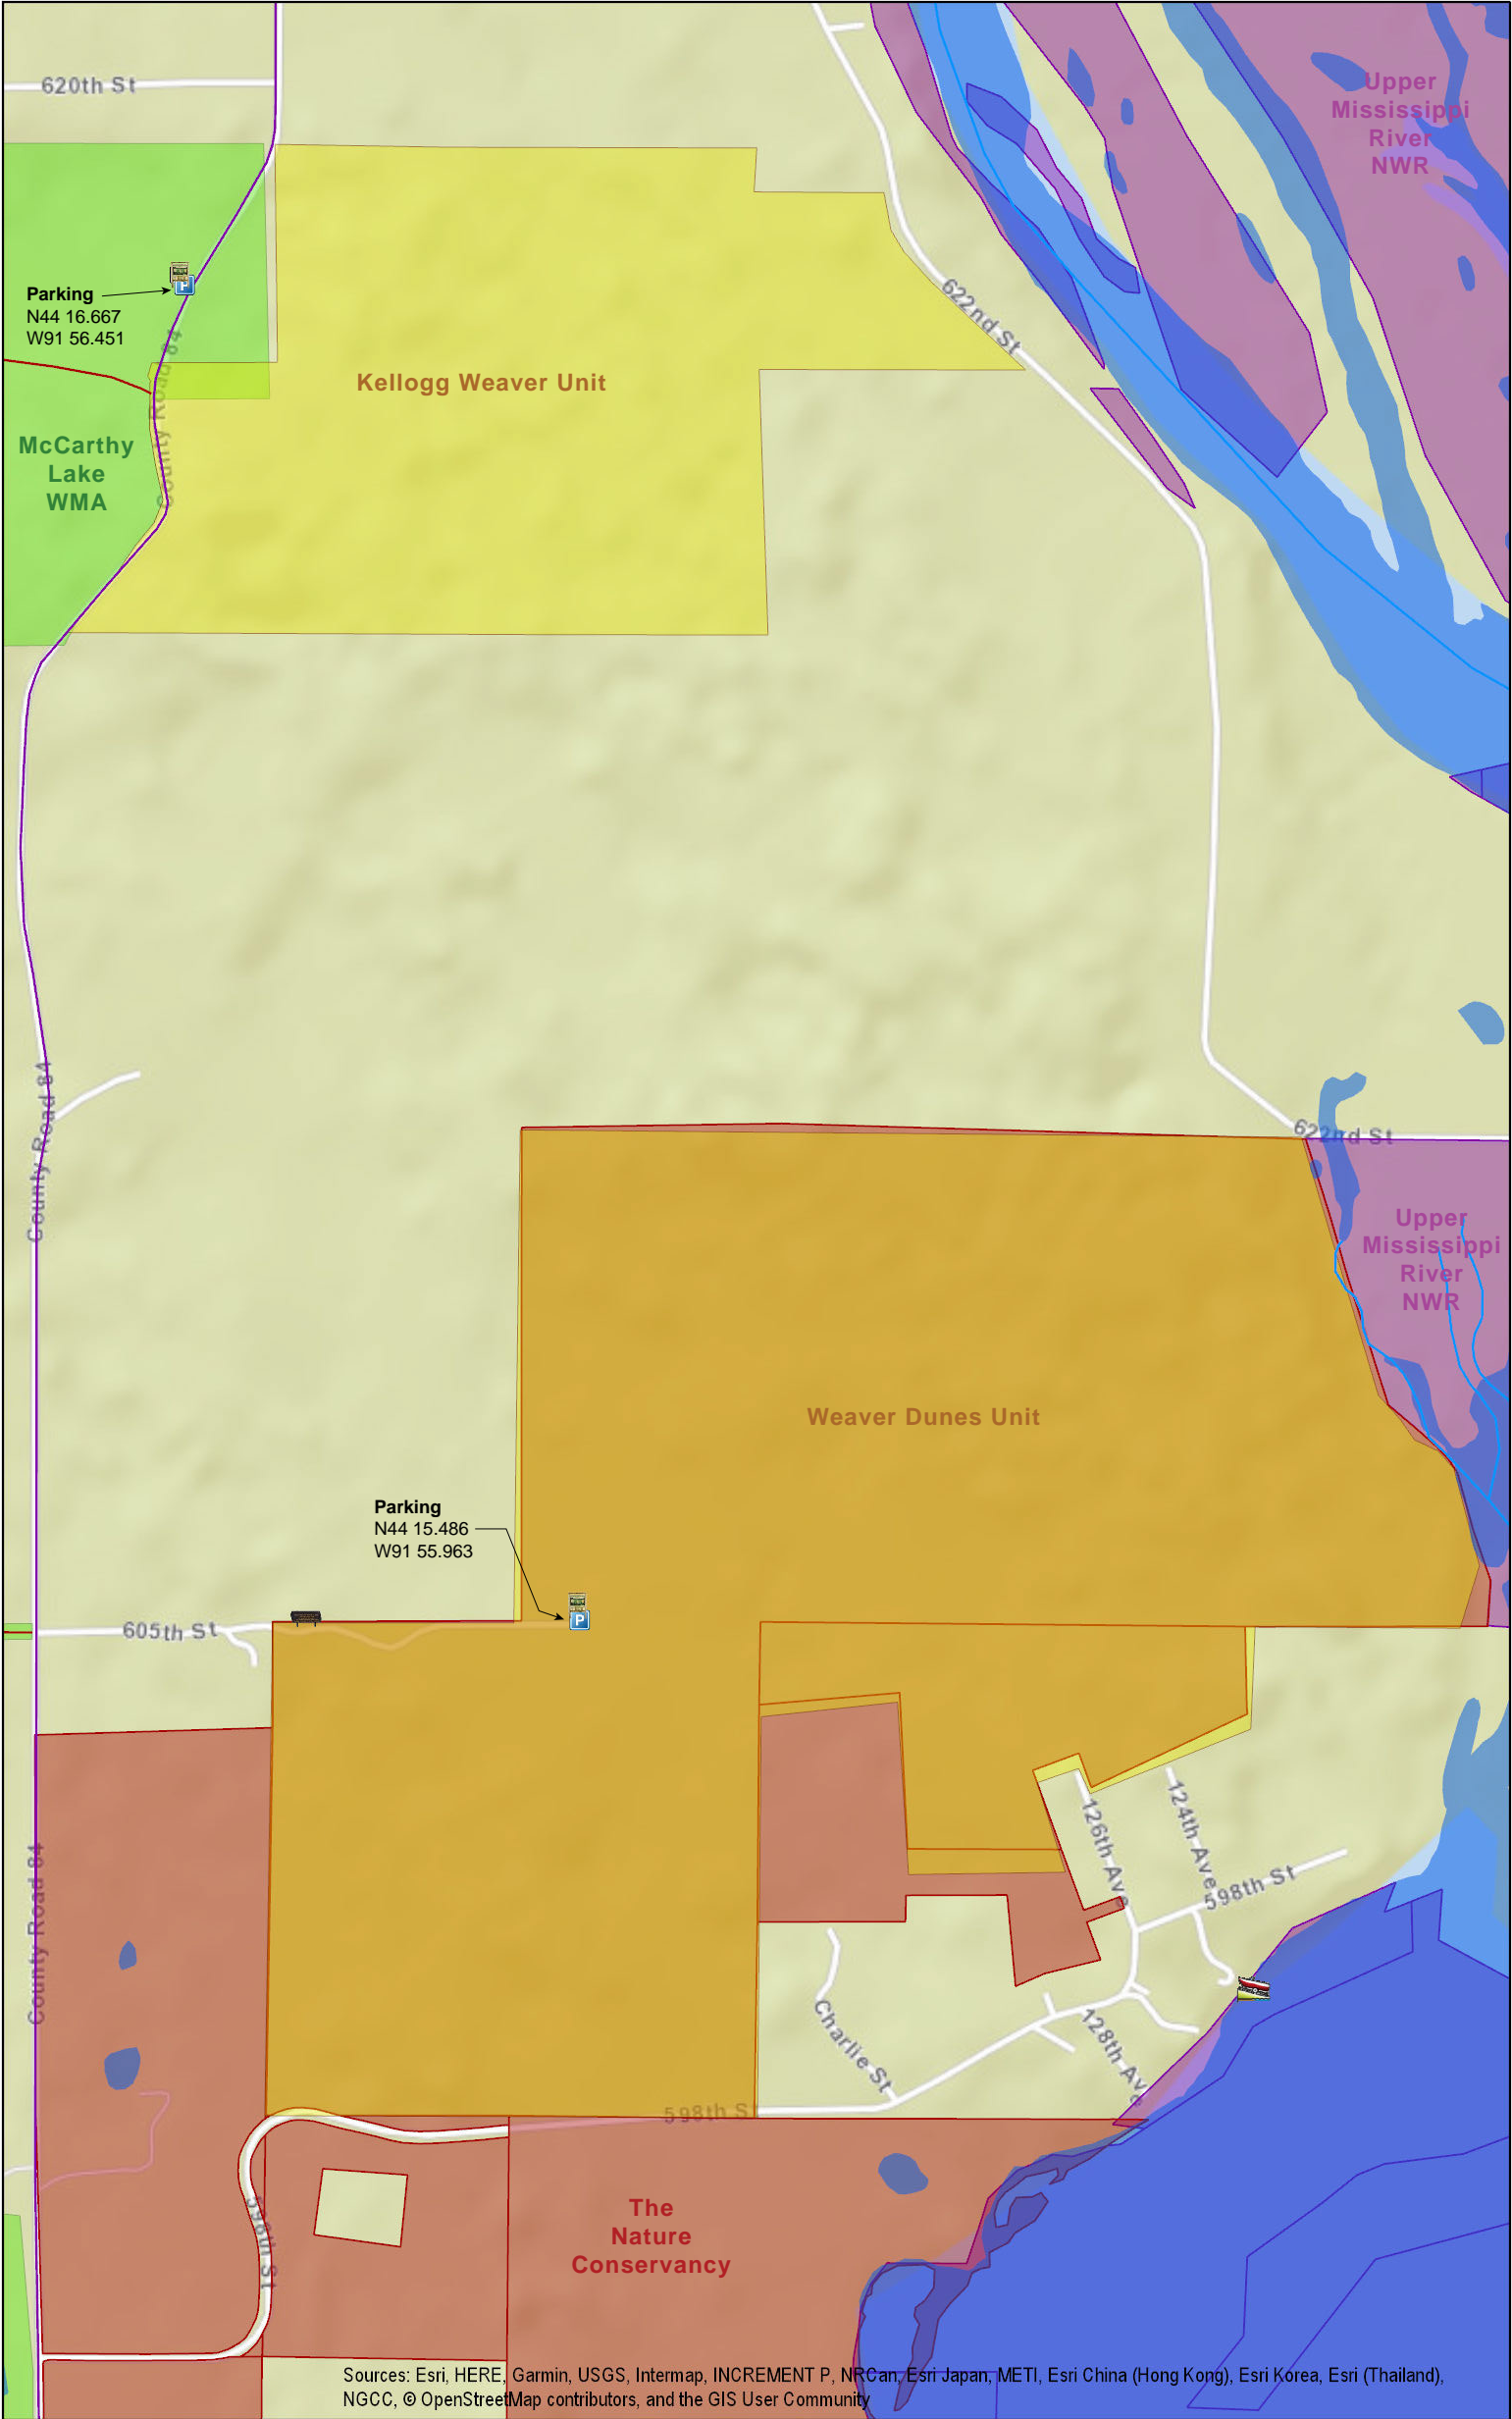 620th St
Upper
Mississippi
River
NWR
Parking
N44 16.667
W91 56.451
622nd St
County Road 84
Kellogg Weaver Unit
McCarthy
Lake
WMA
County Road 84
622nd St
Upper
Mississippi
River
NWR
Weaver Dunes Unit
Parking
N44 15.486
W91 55.963
P
P
605th St
126th Ave
124th Ave
598th St
County Road 84
Charlie St
128th Ave
598th St
598th St
The
Nature
Conservancy
Sources: Esri, HERE, Garmin, USGS, Intermap, INCREMENT P, NRCan, Esri Japan, METI, Esri China (Hong Kong), Esri Korea, Esri (Thailand),
NGCC, © OpenStreetMap contributors, and the GIS User Community